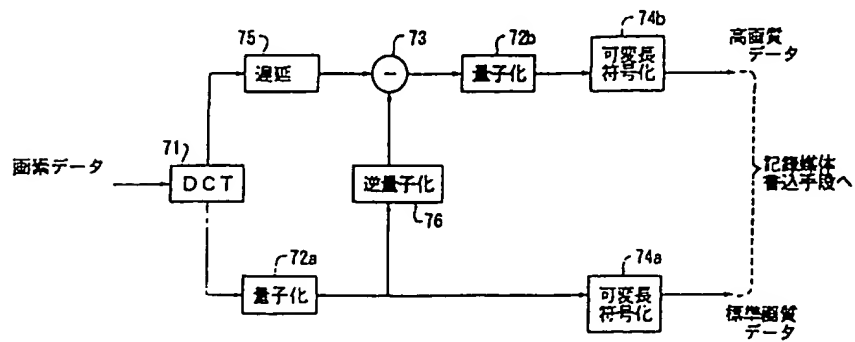 75
遅延
73
−
72b
量子化
74b
可変長
符号化
高画質
データ
画素データ
71
DCT
逆量子化
76
記録媒体
書込手段へ
72a
量子化
74a
可変長
符号化
標準画質
データ